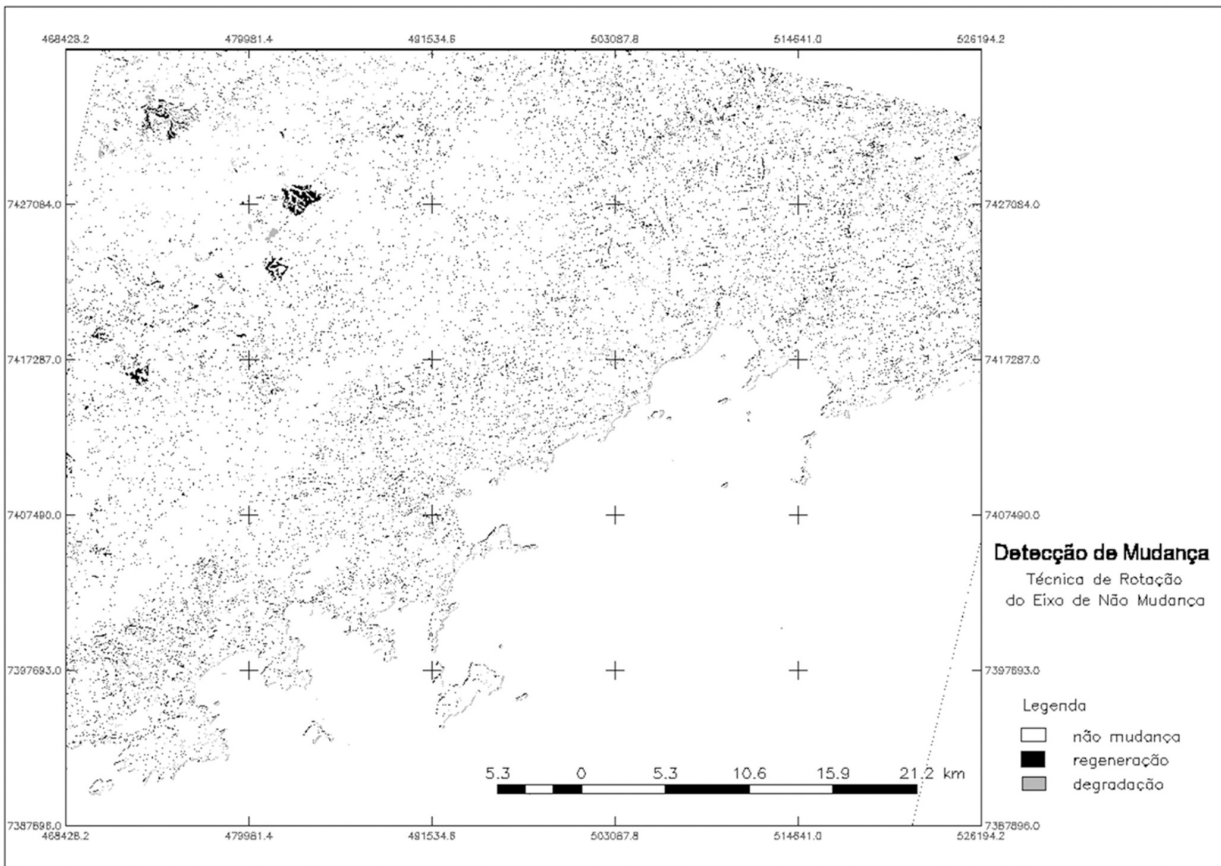 468428.2 479981.4 491534.6 503087.8 514641.0 526194.2
7427084.0 7427084.0
7417287.0 7417287.0
7407490.0 7407490.0
Detecção de Mudança
Técnica de Rotação
do Eixo de Não Mudança
7397693.0 7397693.0
Legenda
não mudança
regeneração
degradação
5.3 0 5.3 10.6 15.9 21.2 km
7387896.0 7387896.0
468428.2 479981.4 491534.6 503087.8 514641.0 526194.2